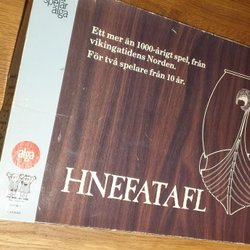 spelar
alga
Ett mer än 1000-årigt spel, från
vikingatidens Norden.
För två spelare från 10 år.
alga
HNEFATAFL